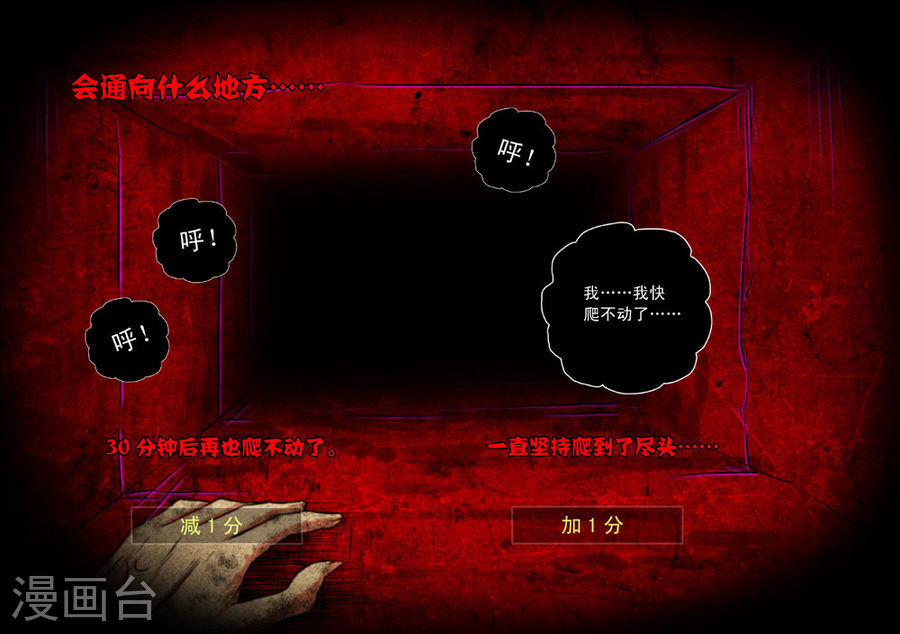 会通向什么地方……
呼！
呼！
呼！
我……我快
爬不动了……
30分钟后再也爬不动了。
一直坚持爬到了尽头……
减1分
加1分
漫画台